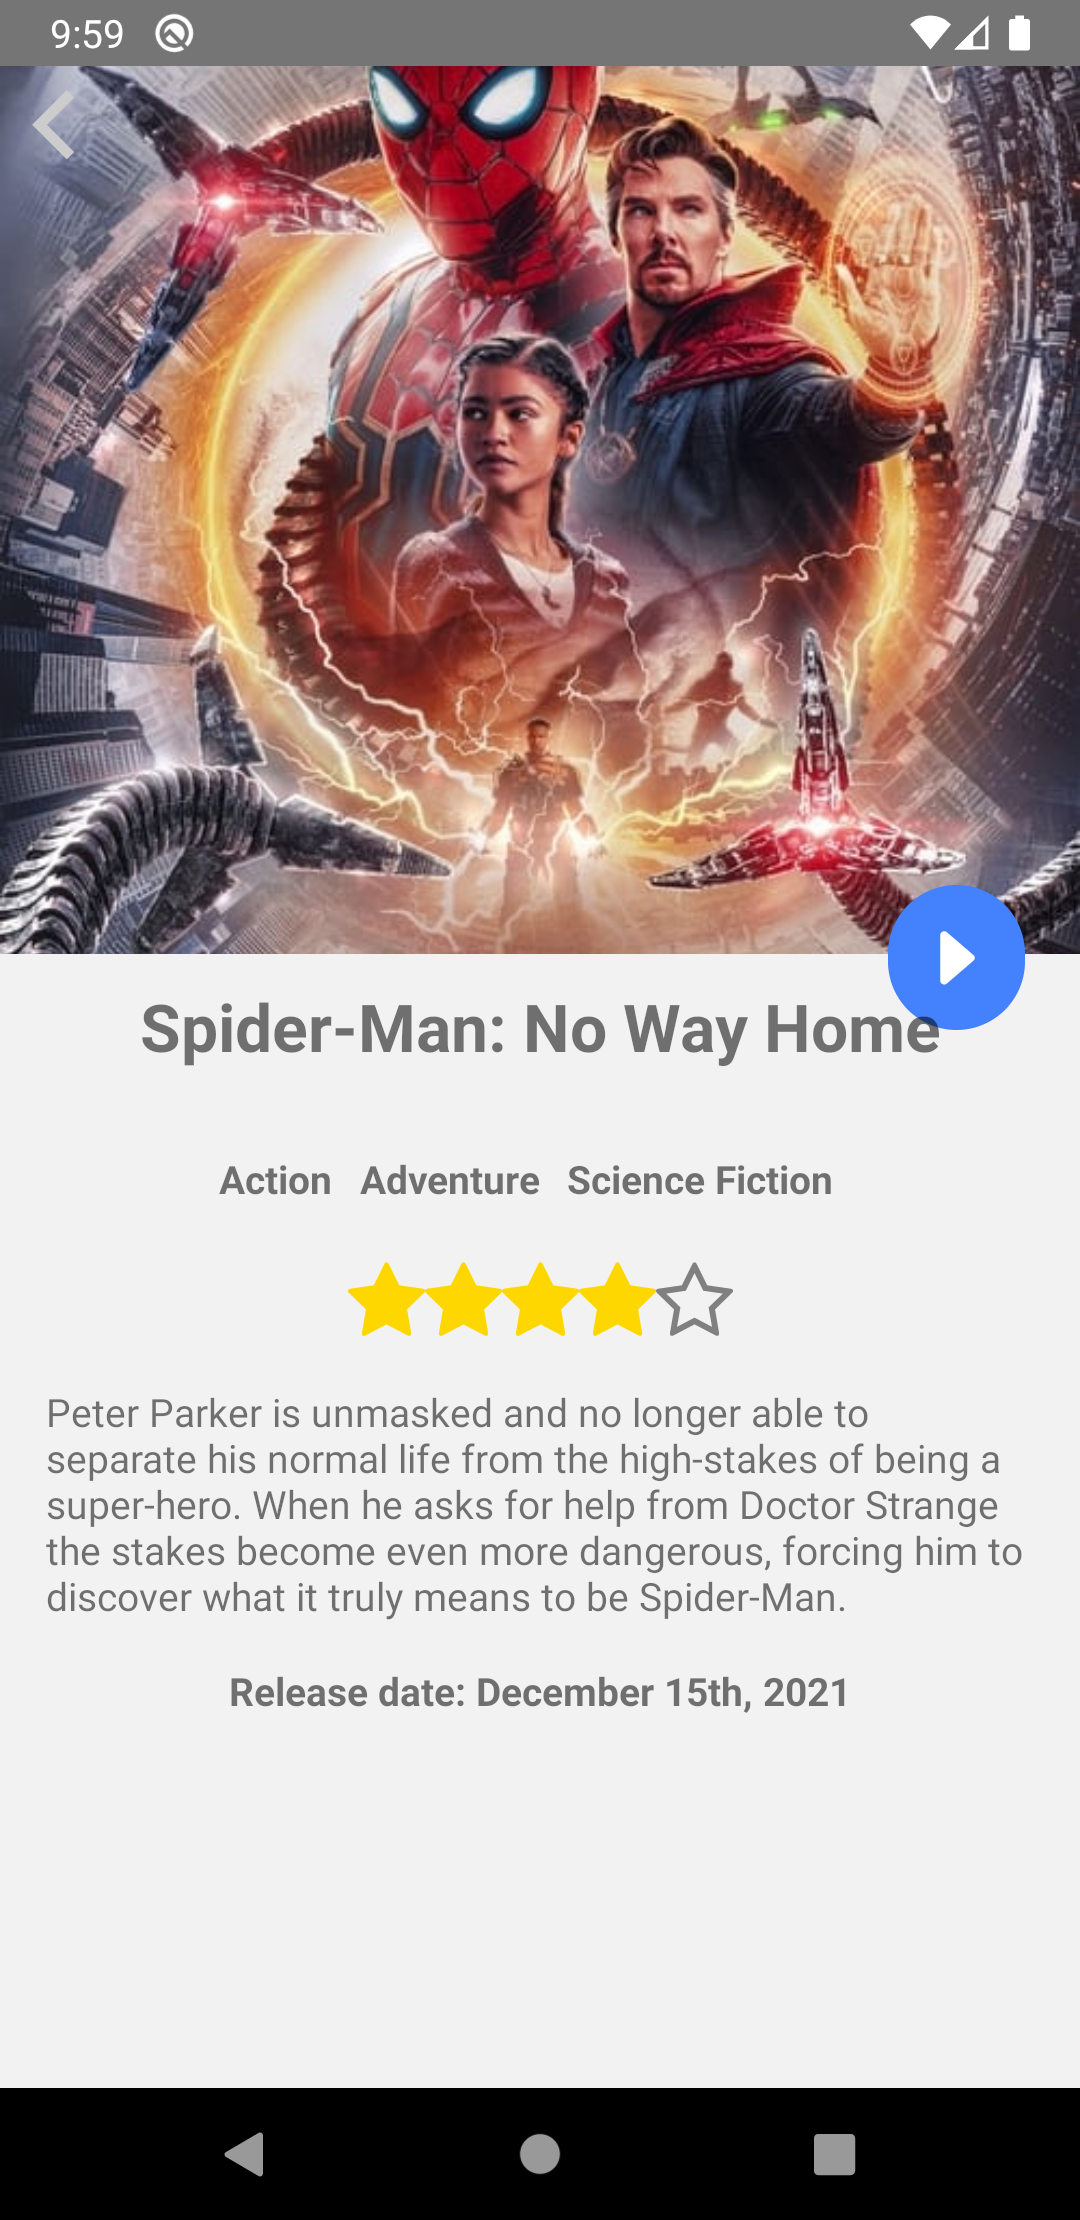 9:59
Spider-Man: No Way Home
Action Adventure Science Fiction
Peter Parker is unmasked and no longer able to
separate his normal life from the high-stakes of being a
super-hero. When he asks for help from Doctor Strange
the stakes become even more dangerous, forcing him to
discover what it truly means to be Spider-Man.
Release date: December 15th, 2021